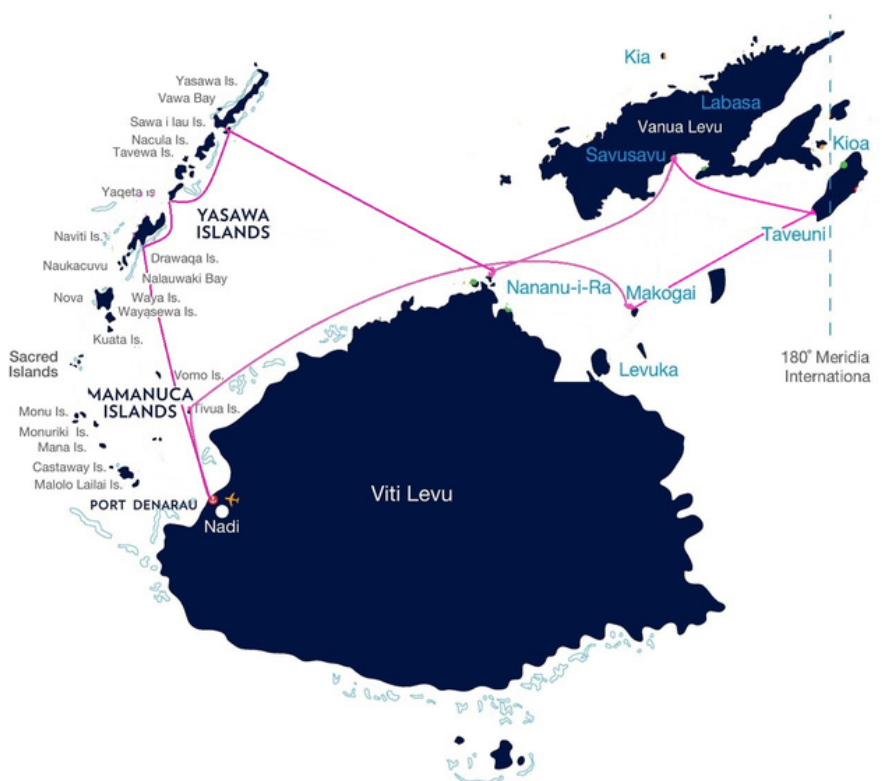 Yasawa Is.
Vawa Bay
Sawa i lau Is.
Nacula Is.
Tavewa Is.
Yaqeta Is
YASAWA
ISLANDS
Naviti Is.
Drawaqa Is.
Naukacuvu
Nalauwaki Bay
Nova
Waya Is.
Wayasewa Is.
Kuata Is.
Sacred
Islands
Vomo Is.
MAMANUCA
ISLANDS
Tivua Is.
Monu Is.
Monuriki Is.
Mana Is.
Castaway Is.
Malolo Lailai Is.
PORT DENARAU
Nadi
Viti Levu
Kia
Labasa
Vanua Levu
Savusavu
Kioa
Taveuni
Nananu-i-Ra
Makogai
Levuka
180° Meridia
Internationa